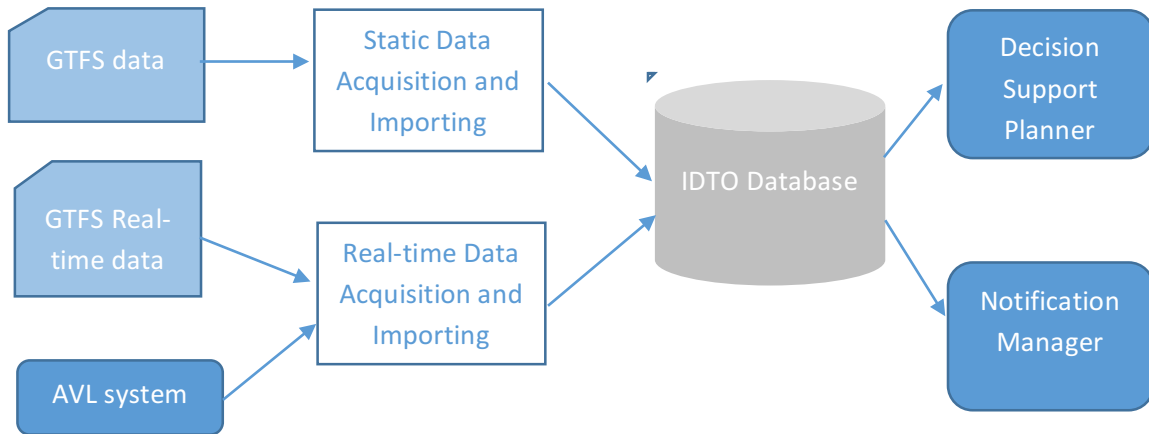 GTFS data
Static Data
Acquisition and
Importing
Decision
Support
Planner
IDTO Database
GTFS Real-
time data
Real-time Data
Acquisition and
Importing
Notification
Manager
AVL system